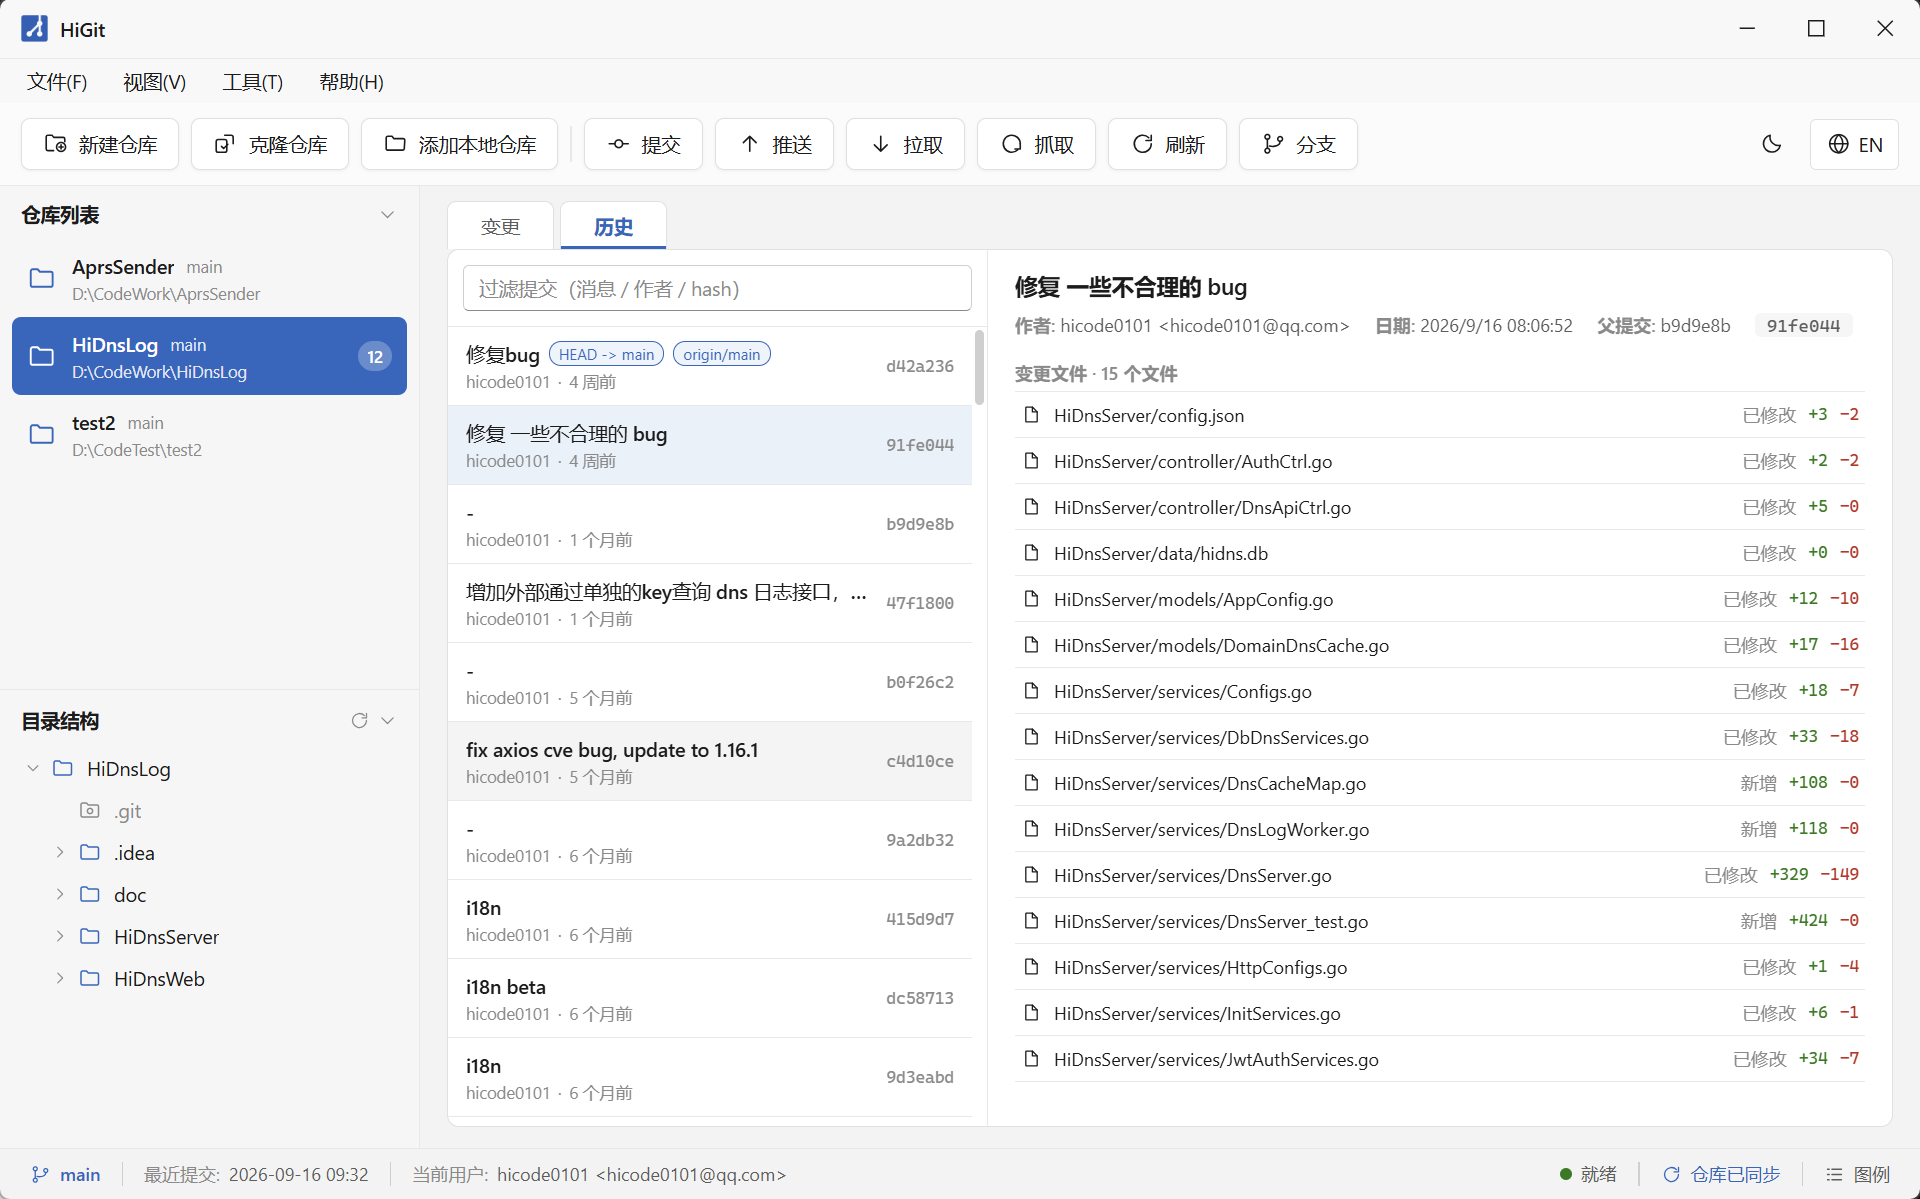 HiGit
文件(F) 视图(V) 工具(T) 帮助(H)
新建仓库 克隆仓库 添加本地仓库 提交 推送 拉取 抓取 刷新 分支 EN
仓库列表
AprsSender main
D:\CodeWork\AprsSender
HiDnsLog main
D:\CodeWork\HiDnsLog
12
test2 main
D:\CodeTest\test2
目录结构
HiDnsLog
.git
.idea
doc
HiDnsServer
HiDnsWeb
变更 历史
过滤提交（消息 / 作者 / hash）
修复bug HEAD -> main origin/main
hicode0101 · 4 周前
d42a236
修复 一些不合理的 bug
hicode0101 · 4 周前
91fe044
-
hicode0101 · 1 个月前
b9d9e8b
增加外部通过单独的key查询 dns 日志接口，...
hicode0101 · 1 个月前
47f1800
-
hicode0101 · 5 个月前
b0f26c2
fix axios cve bug, update to 1.16.1
hicode0101 · 5 个月前
c4d10ce
-
hicode0101 · 6 个月前
9a2db32
i18n
hicode0101 · 6 个月前
415d9d7
i18n beta
hicode0101 · 6 个月前
dc58713
i18n
hicode0101 · 6 个月前
9d3eabd
修复 一些不合理的 bug
作者: hicode0101 <hicode0101@qq.com> 日期: 2026/9/16 08:06:52 父提交: b9d9e8b 91fe044
变更文件 · 15 个文件
HiDnsServer/config.json 已修改 +3 -2
HiDnsServer/controller/AuthCtrl.go 已修改 +2 -2
HiDnsServer/controller/DnsApiCtrl.go 已修改 +5 -0
HiDnsServer/data/hidns.db 已修改 +0 -0
HiDnsServer/models/AppConfig.go 已修改 +12 -10
HiDnsServer/models/DomainDnsCache.go 已修改 +17 -16
HiDnsServer/services/Configs.go 已修改 +18 -7
HiDnsServer/services/DbDnsServices.go 已修改 +33 -18
HiDnsServer/services/DnsCacheMap.go 新增 +108 -0
HiDnsServer/services/DnsLogWorker.go 新增 +118 -0
HiDnsServer/services/DnsServer.go 已修改 +329 -149
HiDnsServer/services/DnsServer_test.go 新增 +424 -0
HiDnsServer/services/HttpConfigs.go 已修改 +1 -4
HiDnsServer/services/InitServices.go 已修改 +6 -1
HiDnsServer/services/JwtAuthServices.go 已修改 +34 -7
main 最近提交: 2026-09-16 09:32 当前用户: hicode0101 <hicode0101@qq.com> 就绪 仓库已同步 图例